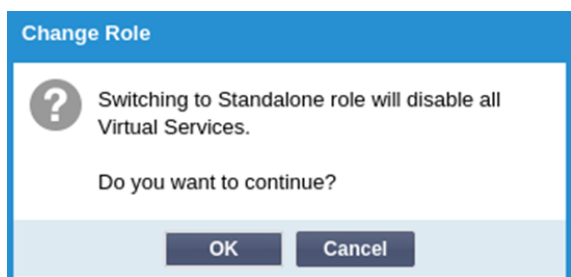 Change Role
Switching to Standalone role will disable all
Virtual Services.
Do you want to continue?
OK
Cancel